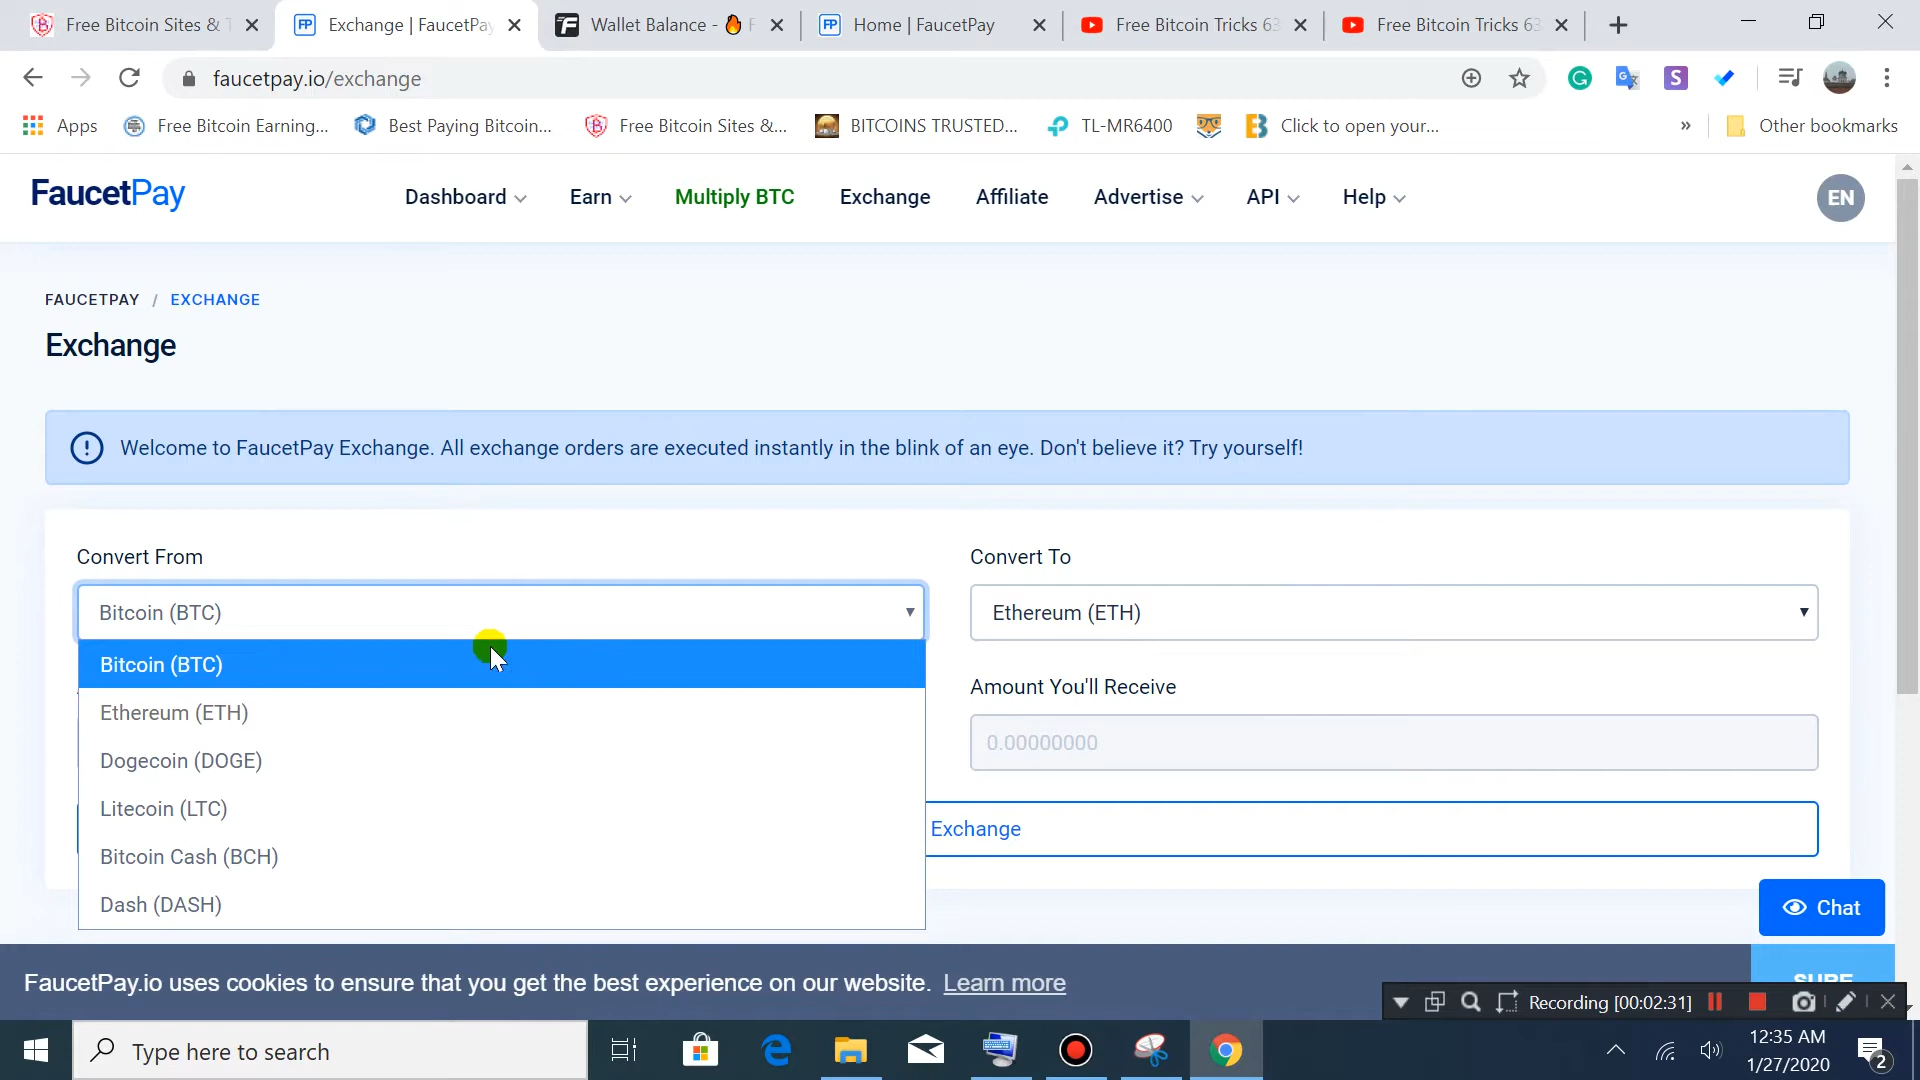 Free Bitcoin Sites &
Exchange | FaucetPay
Wallet Balance -
Home | FaucetPay
Free Bitcoin Tricks 63
Free Bitcoin Tricks 63
faucetpay.io/exchange
Apps
Free Bitcoin Earning...
Best Paying Bitcoin...
Free Bitcoin Sites &...
BITCOINS TRUSTED...
TL-MR6400
Click to open your...
»
Other bookmarks
FaucetPay
Dashboard
Earn
Multiply BTC
Exchange
Affiliate
Advertise
API
Help
EN
FAUCETPAY / EXCHANGE
Exchange
Welcome to FaucetPay Exchange. All exchange orders are executed instantly in the blink of an eye. Don't believe it? Try yourself!
Convert From
Convert To
Bitcoin (BTC)
Ethereum (ETH)
Bitcoin (BTC)
Ethereum (ETH)
Dogecoin (DOGE)
Litecoin (LTC)
Bitcoin Cash (BCH)
Dash (DASH)
Amount You'll Receive
0.00000000
Exchange
Chat
FaucetPay.io uses cookies to ensure that you get the best experience on our website. Learn more
Recording [00:02:31]
Type here to search
12:35 AM
1/27/2020
2